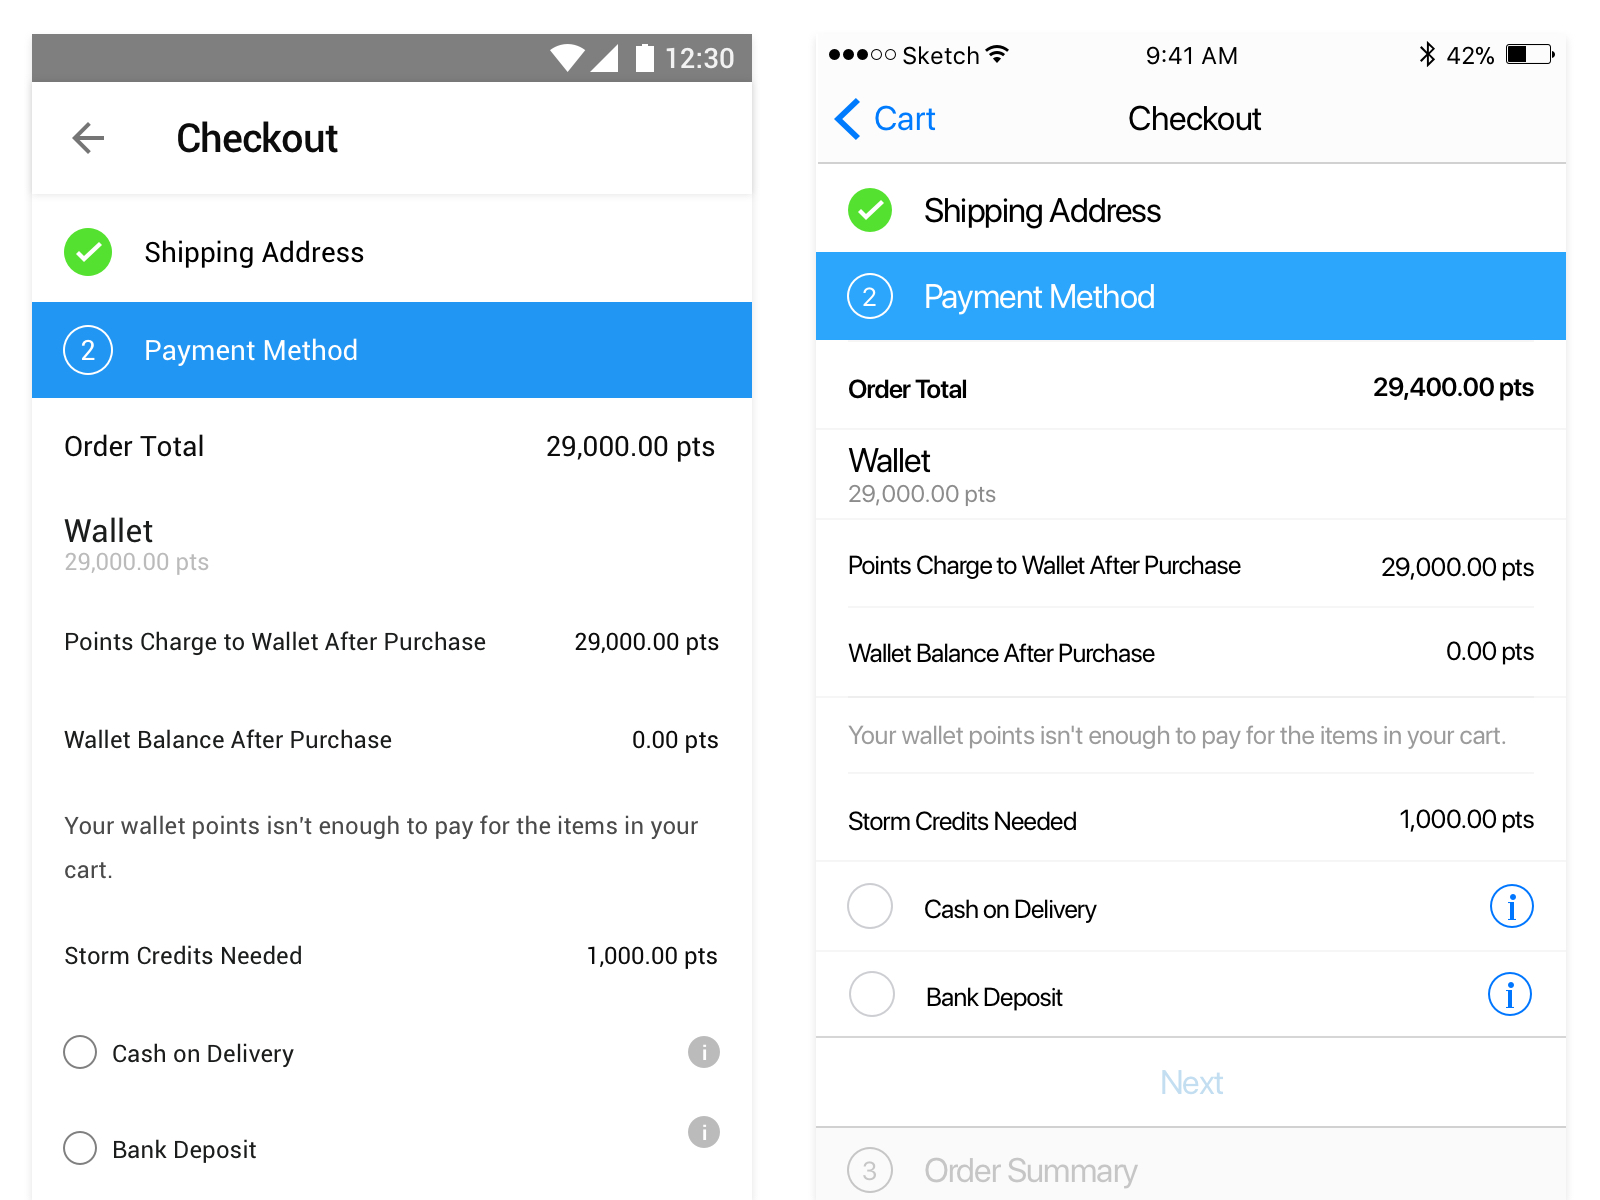 12:30
Checkout
Shipping Address
2 Payment Method
Order Total 29,000.00 pts
Wallet
29,000.00 pts
Points Charge to Wallet After Purchase 29,000.00 pts
Wallet Balance After Purchase 0.00 pts
Your wallet points isn't enough to pay for the items in your
cart.
Storm Credits Needed 1,000.00 pts
Cash on Delivery i
Bank Deposit i
Sketch 9:41 AM 42%
Cart Checkout
Shipping Address
2 Payment Method
Order Total 29,400.00 pts
Wallet
29,000.00 pts
Points Charge to Wallet After Purchase 29,000.00 pts
Wallet Balance After Purchase 0.00 pts
Your wallet points isn't enough to pay for the items in your cart.
Storm Credits Needed 1,000.00 pts
Cash on Delivery i
Bank Deposit i
Next
3 Order Summary